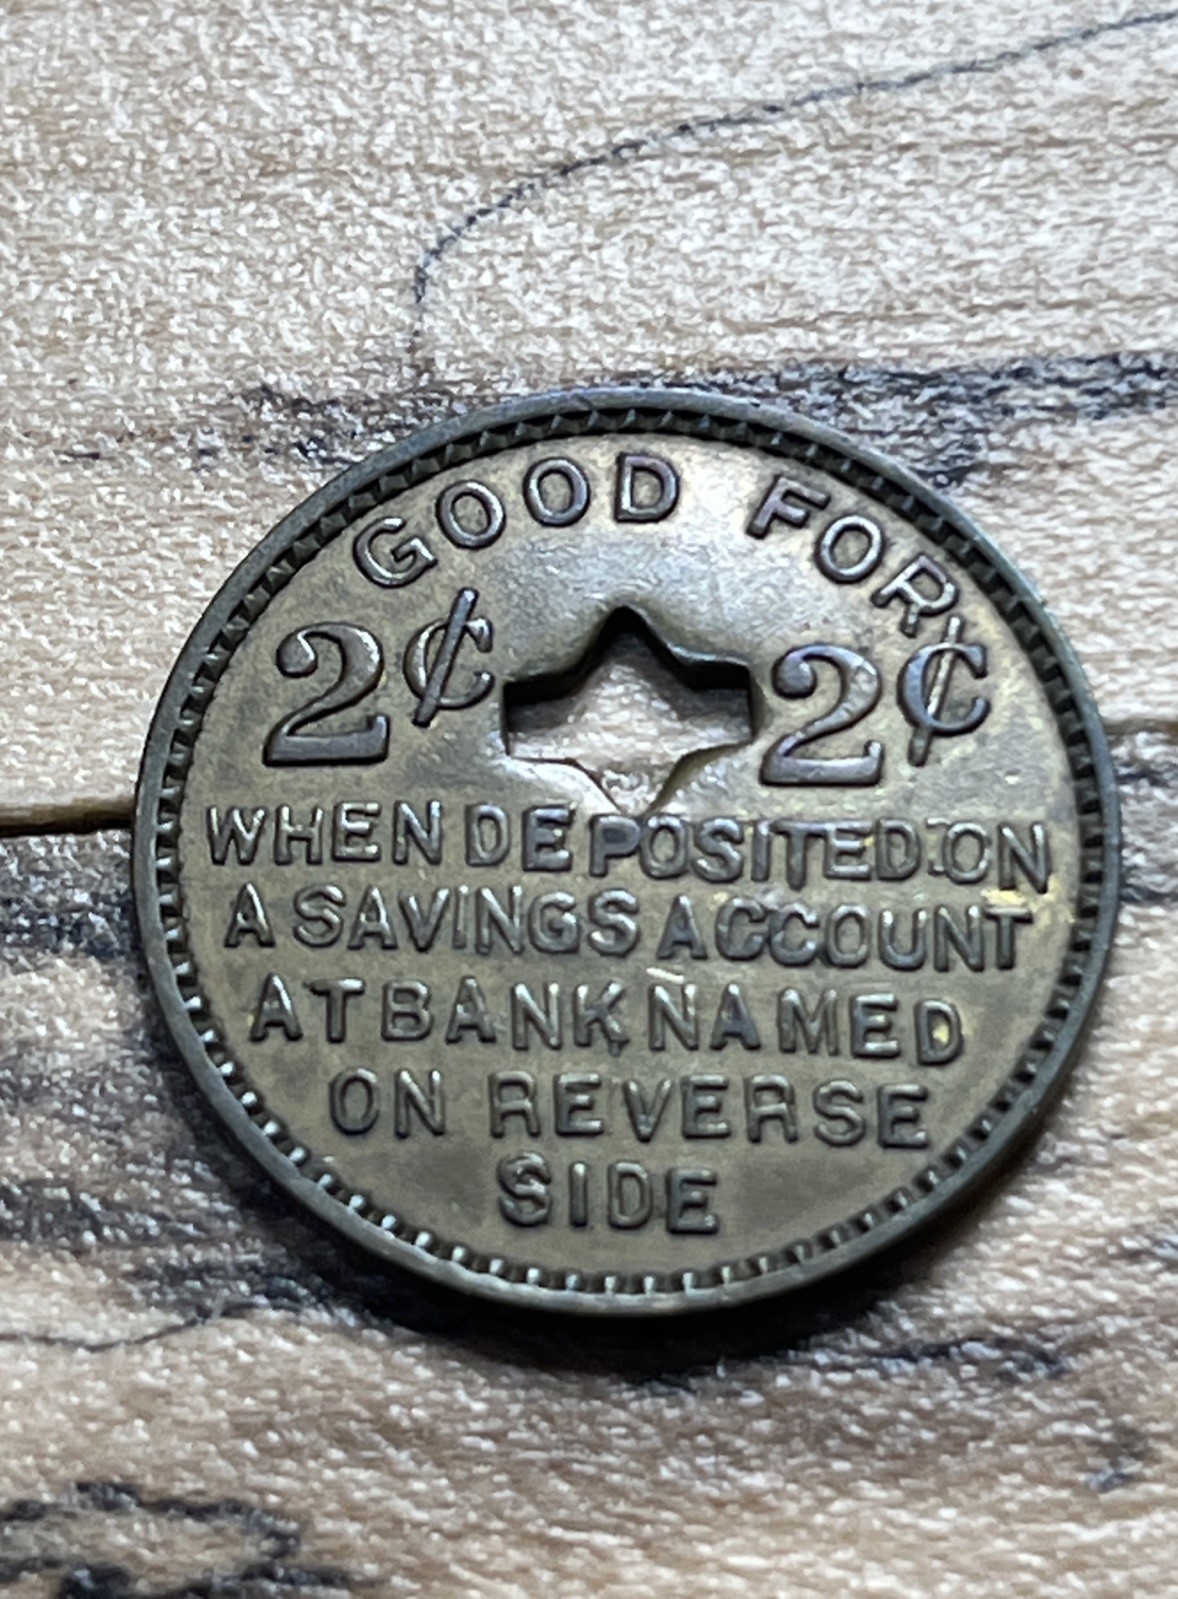 GOOD FOR
2¢ 2¢
WHEN DEPOSITED ON
A SAVINGS ACCOUNT
AT BANK NAMED
ON REVERSE
SIDE